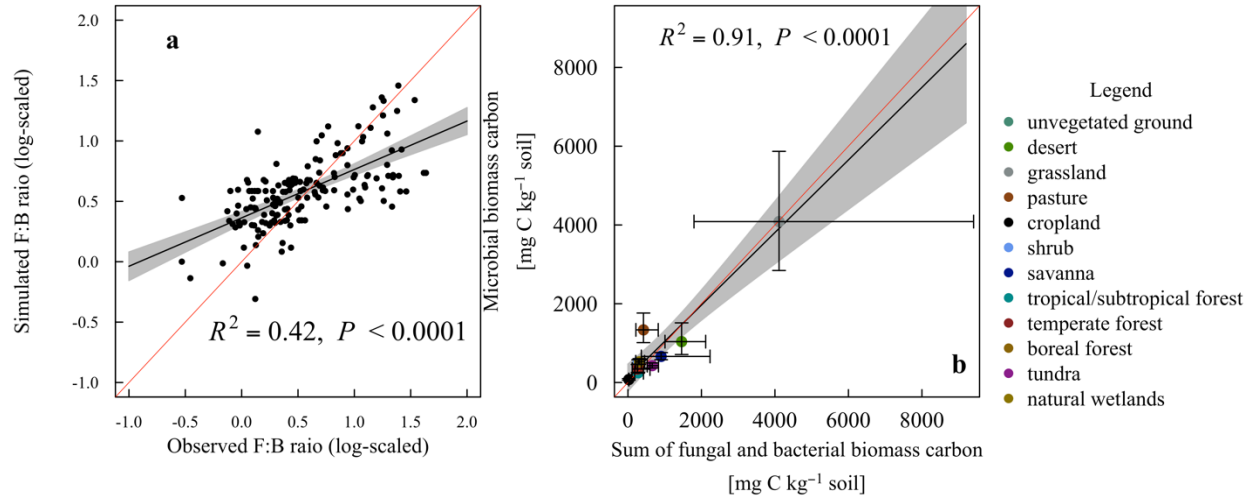 a
R² = 0.42, P < 0.0001
Simulated F:B ratio (log-scaled)
2.0
1.5
1.0
0.5
0.0
-1.0
-1.0
-0.5
0.0
0.5
1.0
1.5
2.0
Observed F:B raio (log-scaled)
R² = 0.91, P < 0.0001
b
Microbial biomass carbon
[mg C kg⁻¹ soil]
8000
6000
4000
2000
0
0
2000
4000
6000
8000
Sum of fungal and bacterial biomass carbon
[mg C kg⁻¹ soil]
Legend
unvegetated ground
desert
grassland
pasture
cropland
shrub
savanna
tropical/subtropical forest
temperate forest
boreal forest
tundra
natural wetlands